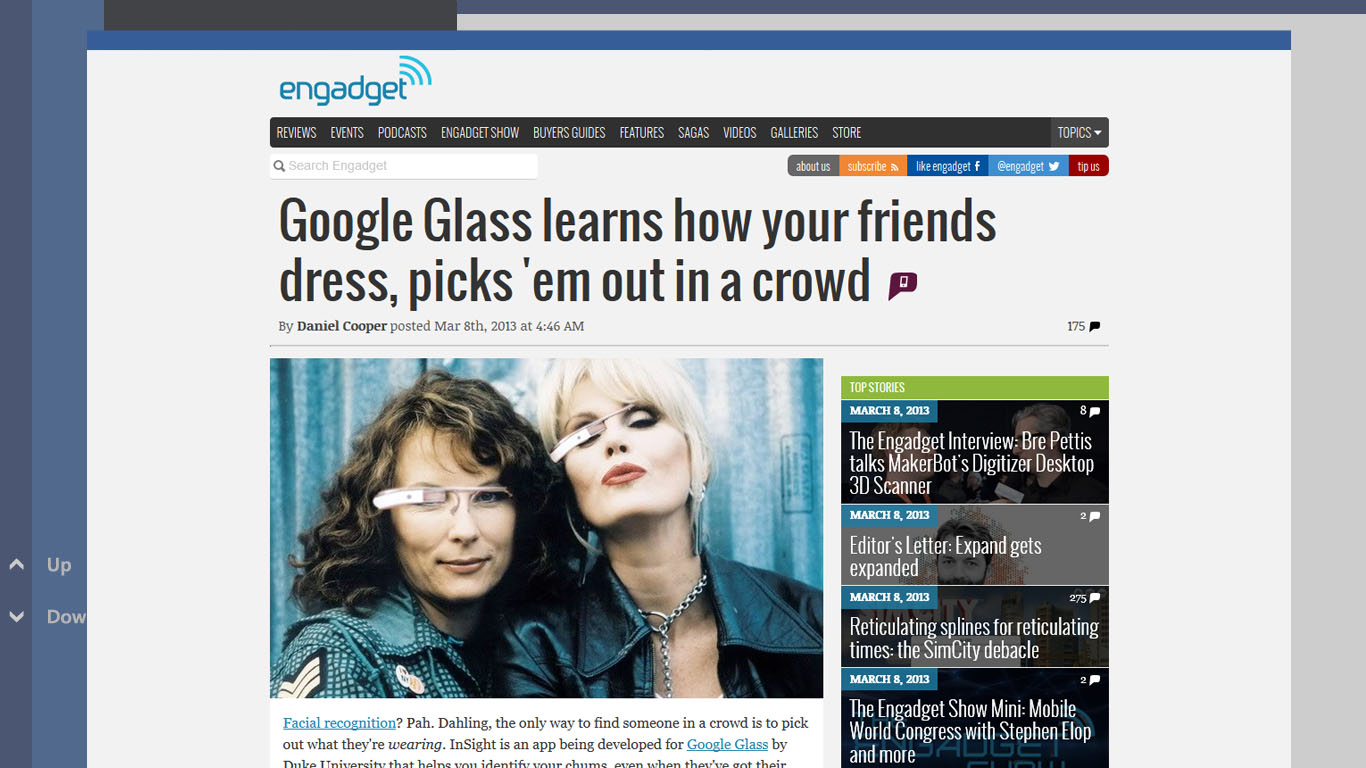 engadget
REVIEWS EVENTS PODCASTS ENGADGET SHOW BUYERS GUIDES FEATURES SAGAS VIDEOS GALLERIES STORE TOPICS
Search Engadget
about us subscribe like engadget @engadget tip us
Google Glass learns how your friends
dress, picks 'em out in a crowd
By Daniel Cooper posted Mar 8th, 2013 at 4:46 AM
175
TOP STORIES
MARCH 8, 2013
8
The Engadget Interview: Bre Pettis
talks MakerBot's Digitizer Desktop
3D Scanner
MARCH 8, 2013
2
Editor's Letter: Expand gets
expanded
MARCH 8, 2013
275
Reticulating splines for reticulating
times: the SimCity debacle
MARCH 8, 2013
2
The Engadget Show Mini: Mobile
World Congress with Stephen Elop
and more
Up
Dow
Facial recognition? Pah. Dahling, the only way to find someone in a crowd is to pick
out what they're wearing. InSight is an app being developed for Google Glass by
Duke University that helps you identify your chums, even when they've got their